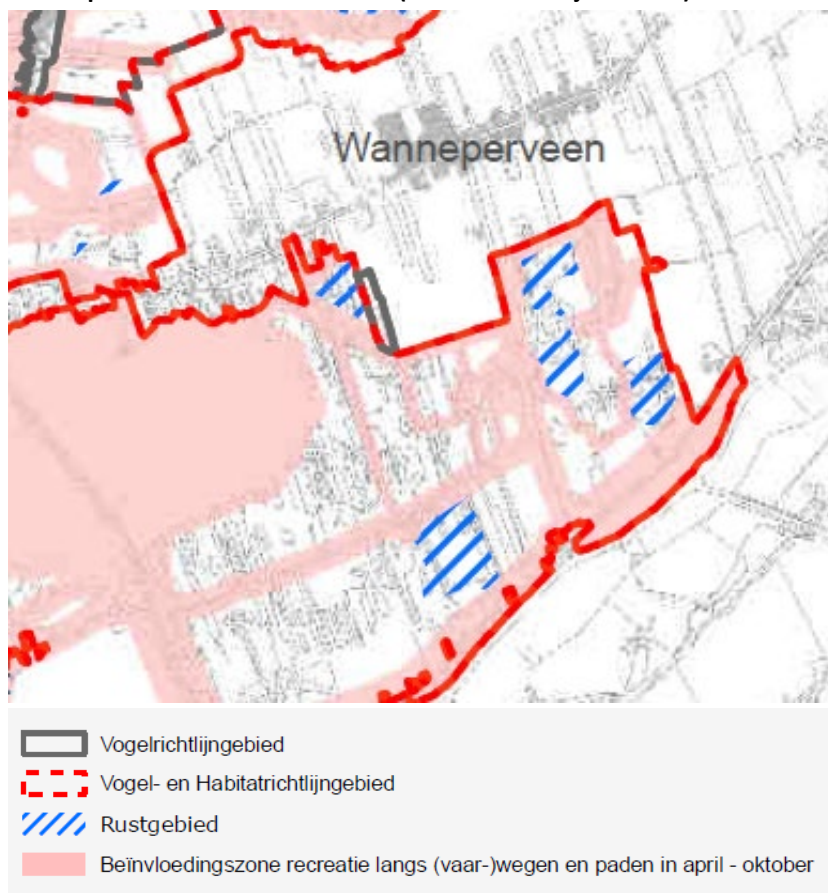 Wanneperveen
Vogelrichtlijngebied
Vogel- en Habitatrichtlijngebied
Rustgebied
Beïnvloedingszone recreatie langs (vaar-)wegen en paden in april - oktober